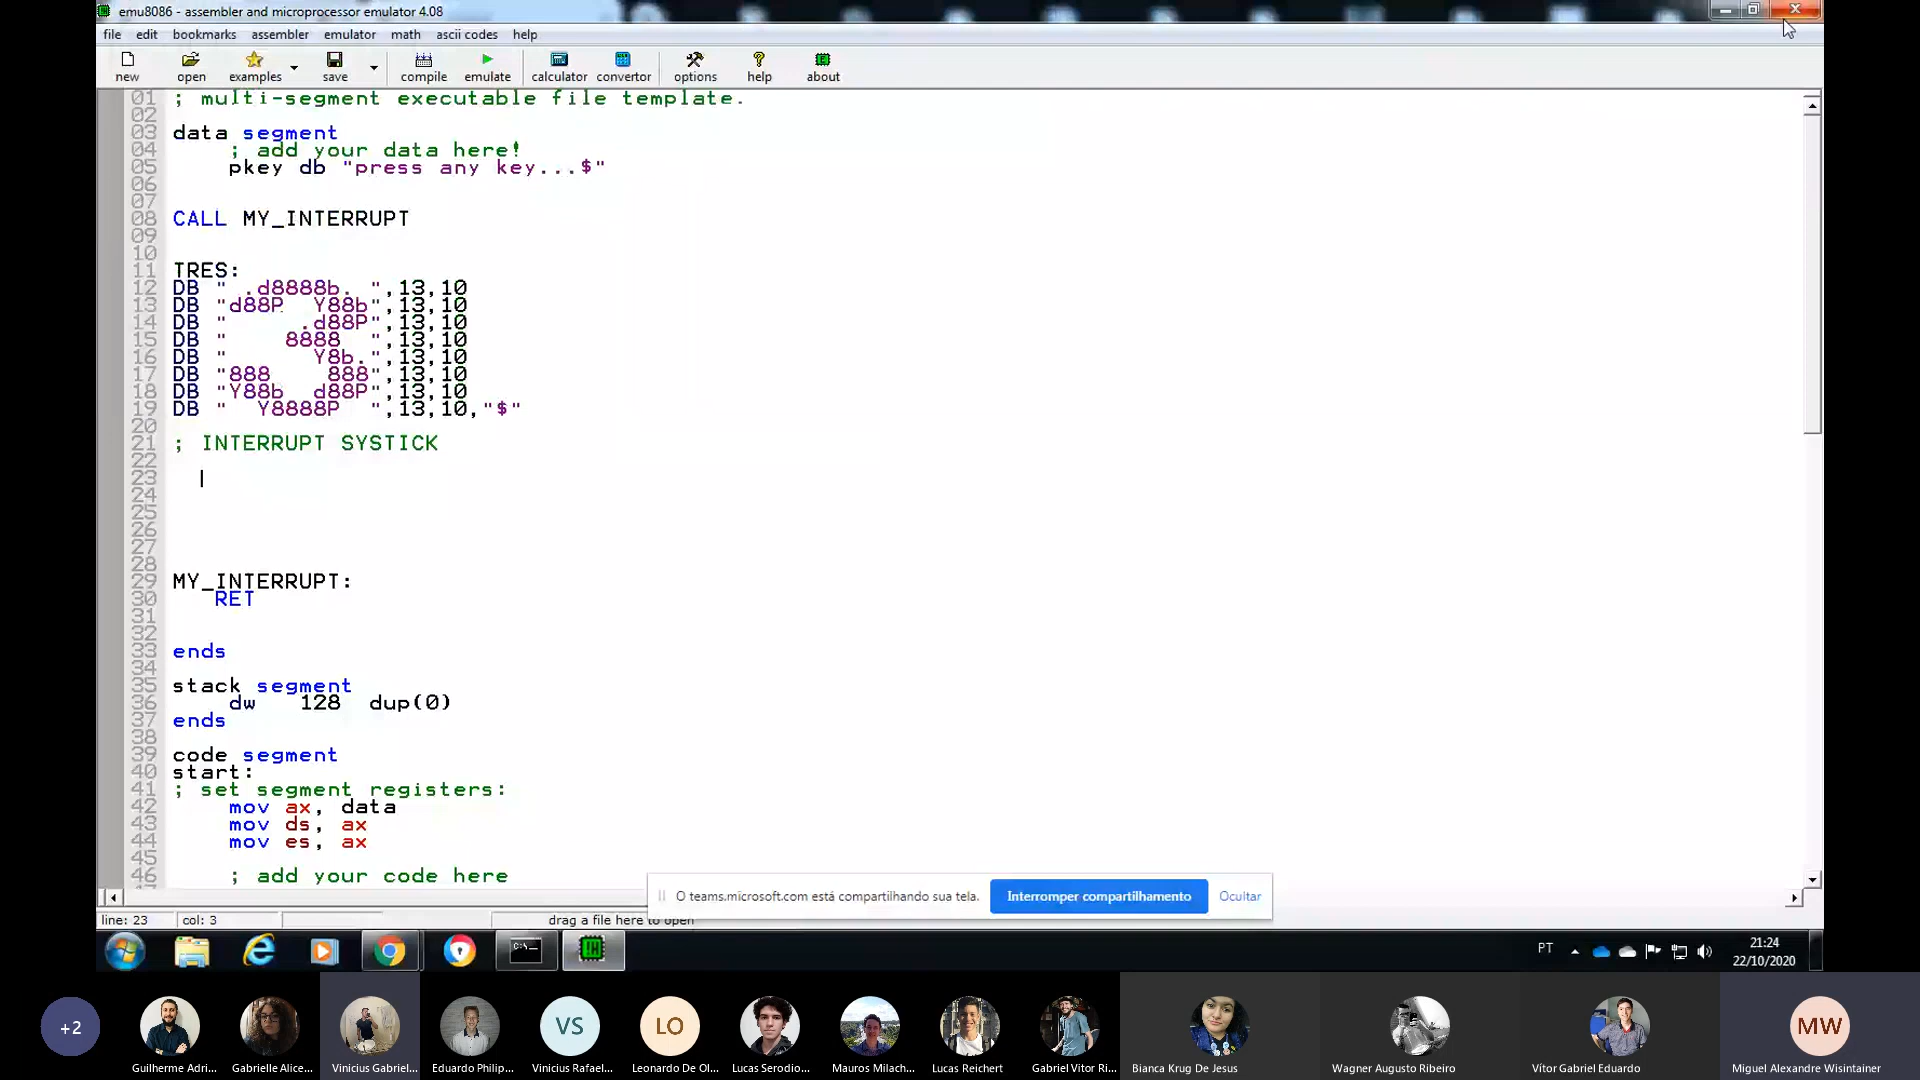 emu8086 - assembler and microprocessor emulator 4.08
file edit bookmarks assembler emulator math ascii codes help
new open examples save compile emulate calculator convertor options help about
01 ; multi-segment executable file template.
02
03 data segment
04 ; add your data here!
05 pkey db "press any key...$"
06
07
08 CALL MY_INTERRUPT
09
10
11 TRES:
12 DB " .d8888b. ",13,10
13 DB "d88P  Y88b",13,10
14 DB "     .d88P",13,10
15 DB "    8888  ",13,10
16 DB "      Y8b.",13,10
17 DB "888    888",13,10
18 DB "Y88b  d88P",13,10
19 DB "  Y8888P  ",13,10,"$"
20
21 ; INTERRUPT SYSTICK
22
23
24
25
26
27
28
29 MY_INTERRUPT:
30 RET
31
32
33 ends
34
35 stack segment
36 dw 128 dup(0)
37 ends
38
39 code segment
40 start:
41 ; set segment registers:
42 mov ax, data
43 mov ds, ax
44 mov es, ax
45
46 ; add your code here
O teams.microsoft.com está compartilhando sua tela. Interromper compartilhamento Ocultar
line: 23 col: 3 drag a file here to open
PT 21:24
22/10/2020
+2 VS LO MW
Guilherme Adri... Gabrielle Alice... Vinicius Gabriel... Eduardo Philip... Vinicius Rafael... Leonardo De Ol... Lucas Serodio... Mauros Milach... Lucas Reichert Gabriel Vitor Ri... Bianca Krug De Jesus Wagner Augusto Ribeiro Vítor Gabriel Eduardo Miguel Alexandre Wisintainer